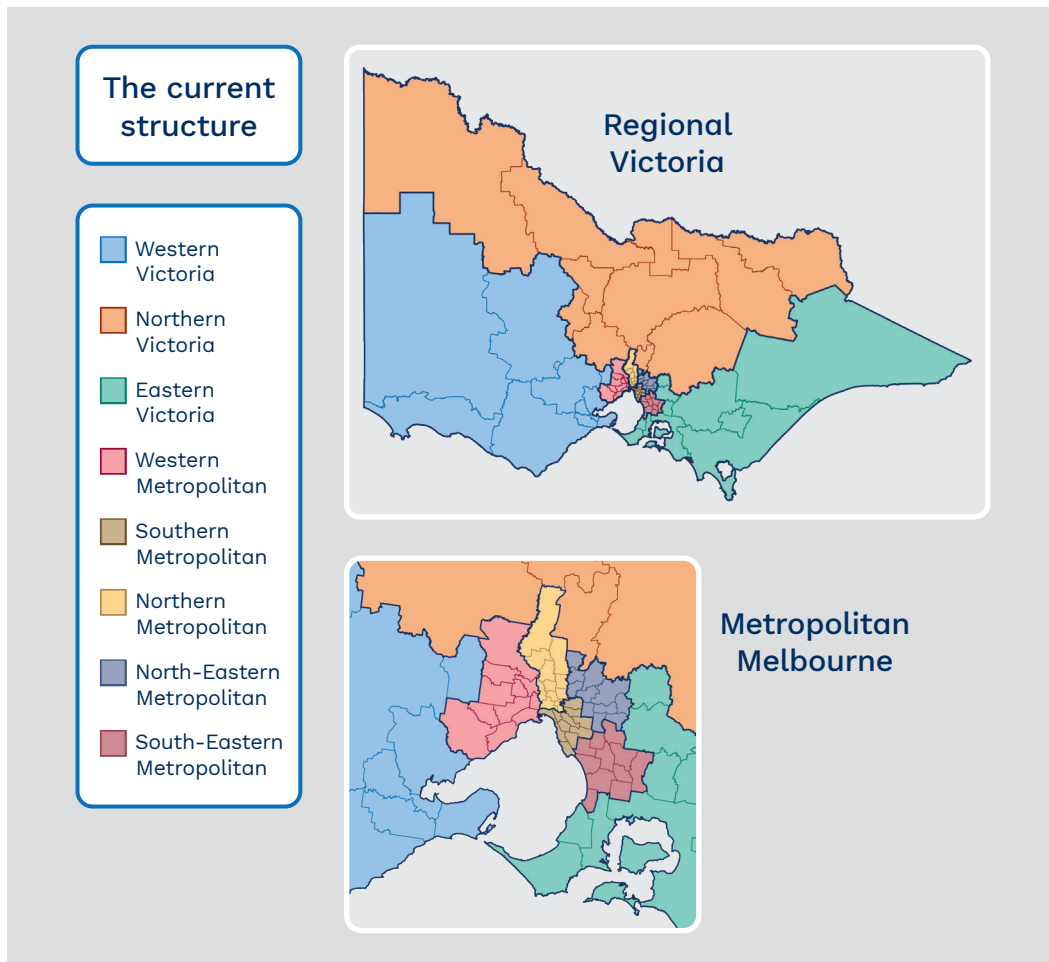 The current
structure
Regional
Victoria
Western
Victoria
Northern
Victoria
Eastern
Victoria
Western
Metropolitan
Southern
Metropolitan
Northern
Metropolitan
North-Eastern
Metropolitan
South-Eastern
Metropolitan
Metropolitan
Melbourne